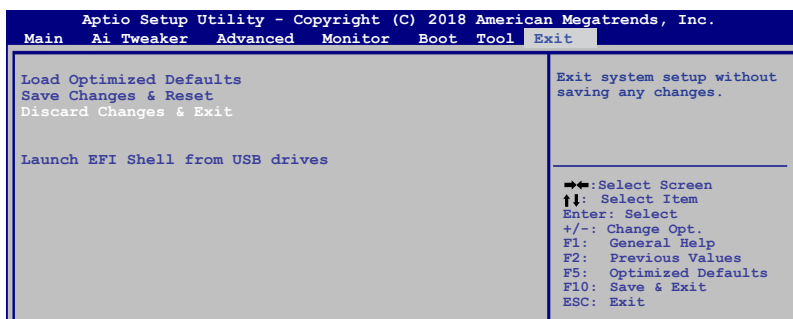 Aptio Setup Utility - Copyright (C) 2018 American Megatrends, Inc.
Main Ai Tweaker Advanced Monitor Boot Tool Exit
Load Optimized Defaults
Save Changes & Reset
Discard Changes & Exit
Launch EFI Shell from USB drives
Exit system setup without
saving any changes.
→←:Select Screen
↑↓: Select Item
Enter: Select
+/-: Change Opt.
F1: General Help
F2: Previous Values
F5: Optimized Defaults
F10: Save & Exit
ESC: Exit